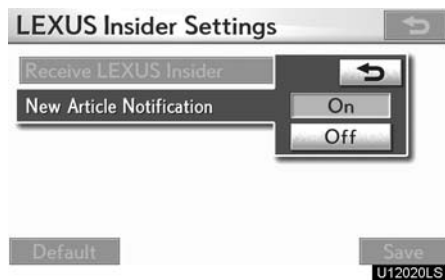 LEXUS Insider Settings
Receive LEXUS Insider
New Article Notification
On
Off
Default
Save
U12020LS